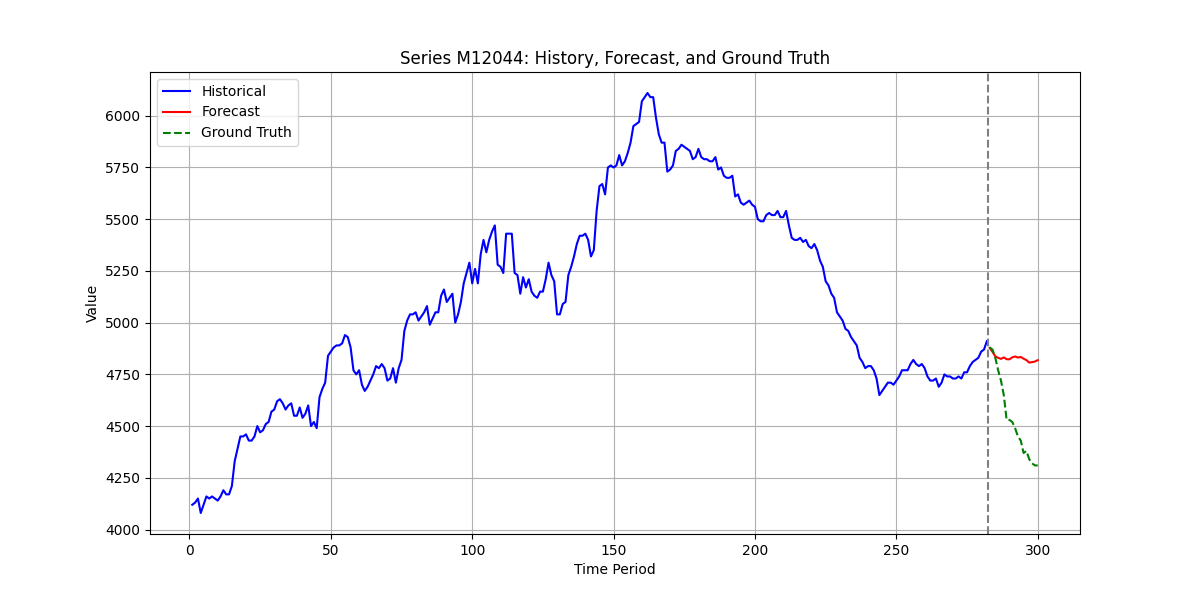 Series M12044: History, Forecast, and Ground Truth
Historical
Forecast
Ground Truth
Value
6000
5750
5500
5250
5000
4750
4500
4250
4000
0 50 100 150 200 250 300
Time Period